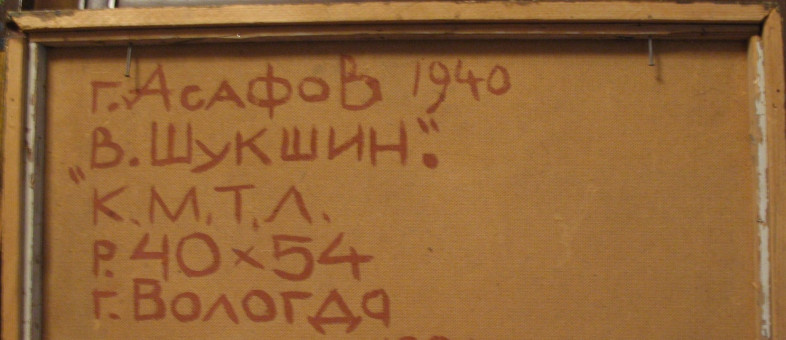 г. Асафов 1940
„В. Шукшин".
К.М.Т.Л.
Р. 40×54
г. Вологда